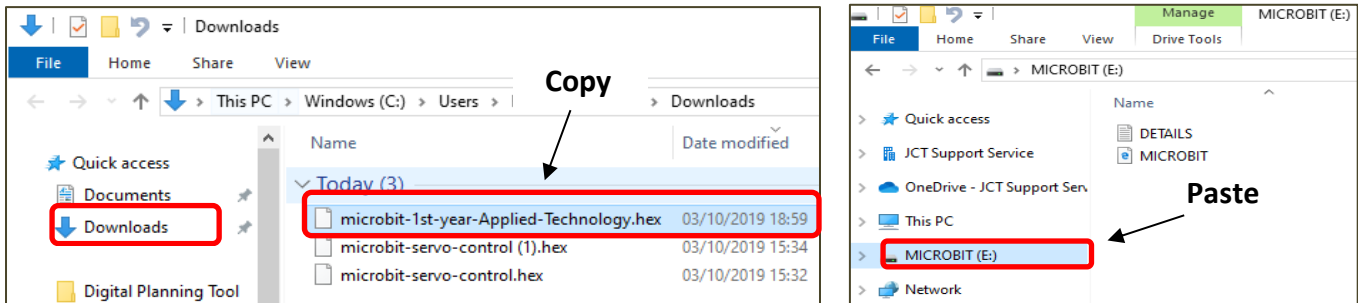 Downloads
File Home Share View
This PC > Windows (C:) > Users > > Downloads
Copy
Name Date modified
Quick access
Today (3)
Documents
microbit-1st-year-Applied-Technology.hex 03/10/2019 18:59
Downloads
microbit-servo-control (1).hex 03/10/2019 15:34
microbit-servo-control.hex 03/10/2019 15:32
Digital Planning Tool
Manage MICROBIT (E:)
File Home Share View Drive Tools
> MICROBIT (E:)
Name
Quick access
DETAILS
JCT Support Service
MICROBIT
OneDrive - JCT Support Serv
Paste
This PC
MICROBIT (E:)
Network